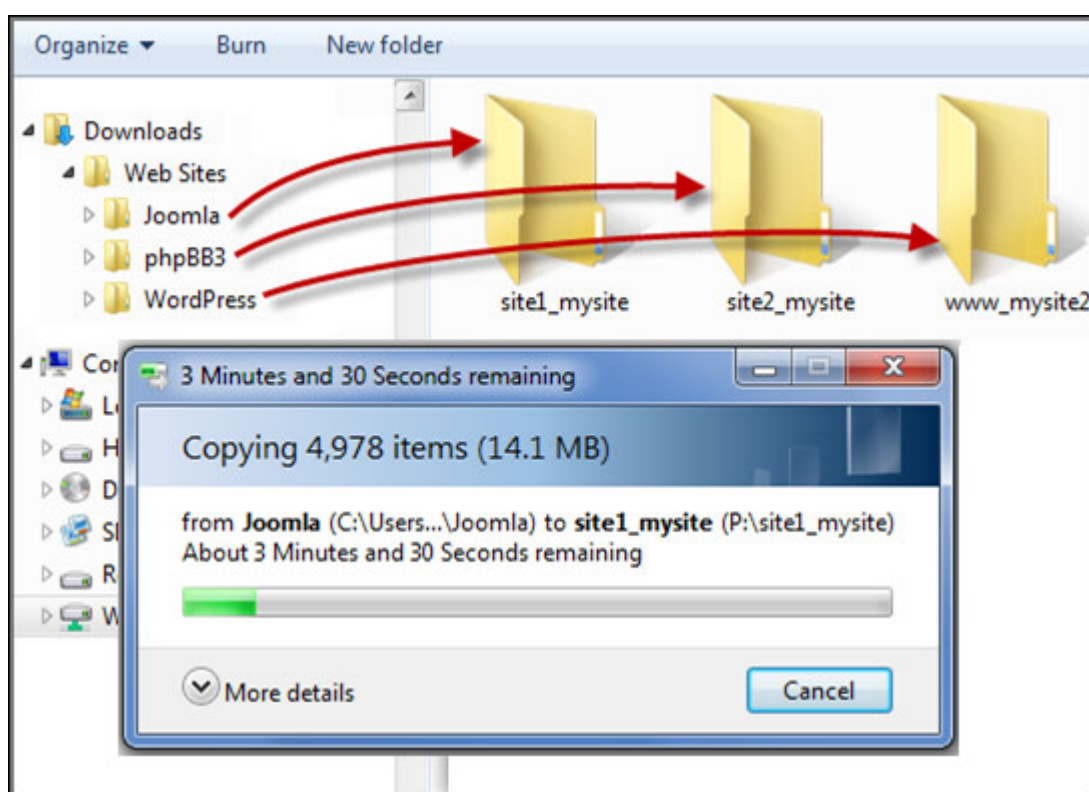 Organize Burn New folder
Downloads
Web Sites
Joomla
phpBB3
WordPress
site1_mysite site2_mysite www_mysite2
3 Minutes and 30 Seconds remaining
Copying 4,978 items (14.1 MB)
from Joomla (C:\Users...\Joomla) to site1_mysite (P:\site1_mysite)
About 3 Minutes and 30 Seconds remaining
More details Cancel